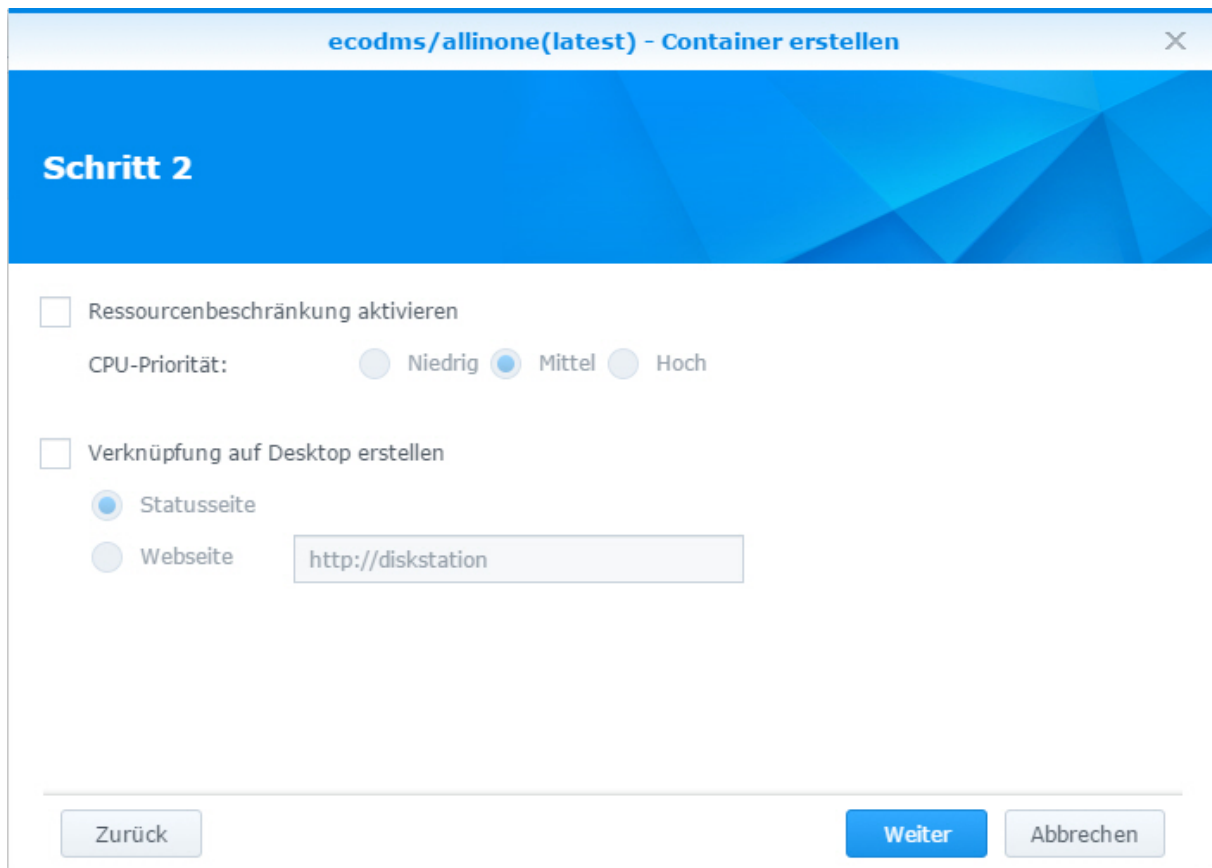 ecodms/allinone(latest) - Container erstellen
Schritt 2
Ressourcenbeschränkung aktivieren
CPU-Priorität: Niedrig Mittel Hoch
Verknüpfung auf Desktop erstellen
Statusseite
Webseite http://diskstation
Zurück Weiter Abbrechen